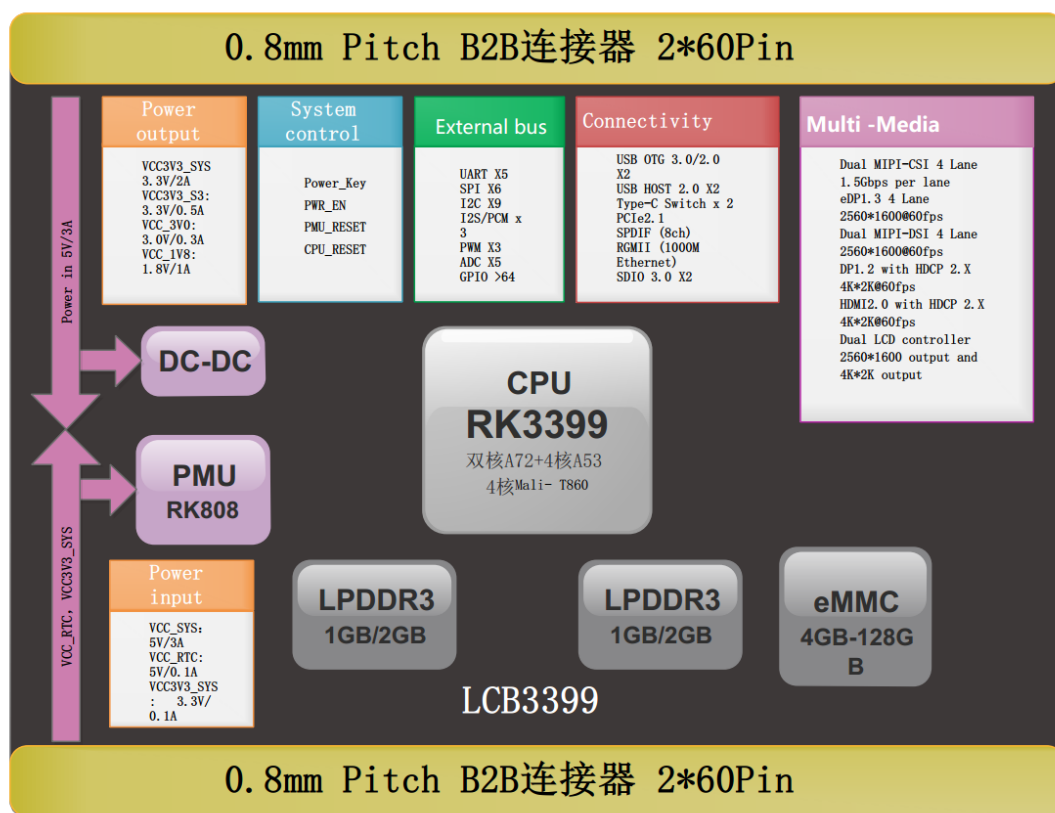 0.8mm Pitch B2B连接器 2*60Pin
Power in 5V/3A
Power
output
VCC3V3_SYS
3.3V/2A
VCC3V3_S3:
3.3V/0.5A
VCC_3V0:
3.0V/0.3A
VCC_1V8:
1.8V/1A
System
control
Power_Key
PWR_EN
PMU_RESET
CPU_RESET
External bus
UART X5
SPI X6
I2C X9
I2S/PCM x
3
PWM X3
ADC X5
GPIO >64
Connectivity
USB OTG 3.0/2.0
X2
USB HOST 2.0 X2
Type-C Switch x 2
PCIe2.1
SPDIF (8ch)
RGMII (1000M
Ethernet)
SDIO 3.0 X2
Multi -Media
Dual MIPI-CSI 4 Lane
1.5Gbps per lane
eDP1.3 4 Lane
2560*1600@60fps
Dual MIPI-DSI 4 Lane
2560*1600@60fps
DP1.2 with HDCP 2.X
4K*2K@60fps
HDMI2.0 with HDCP 2.X
4K*2K@60fps
Dual LCD controller
2560*1600 output and
4K*2K output
DC-DC
CPU
RK3399
双核A72+4核A53
4核Mali- T860
PMU
RK808
VCC_RTC, VCC3V3_SYS
Power
input
VCC_SYS:
5V/3A
VCC_RTC:
5V/0.1A
VCC3V3_SYS
: 3.3V/
0.1A
LPDDR3
1GB/2GB
LPDDR3
1GB/2GB
eMMC
4GB-128G
B
LCB3399
0.8mm Pitch B2B连接器 2*60Pin